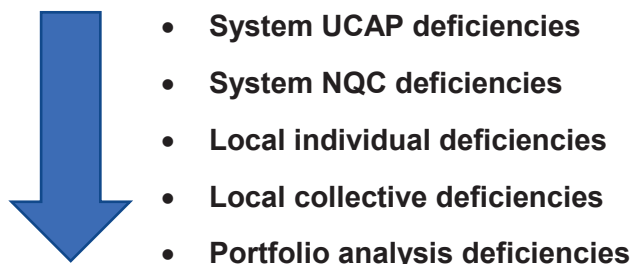 • System UCAP deficiencies
• System NQC deficiencies
• Local individual deficiencies
• Local collective deficiencies
• Portfolio analysis deficiencies